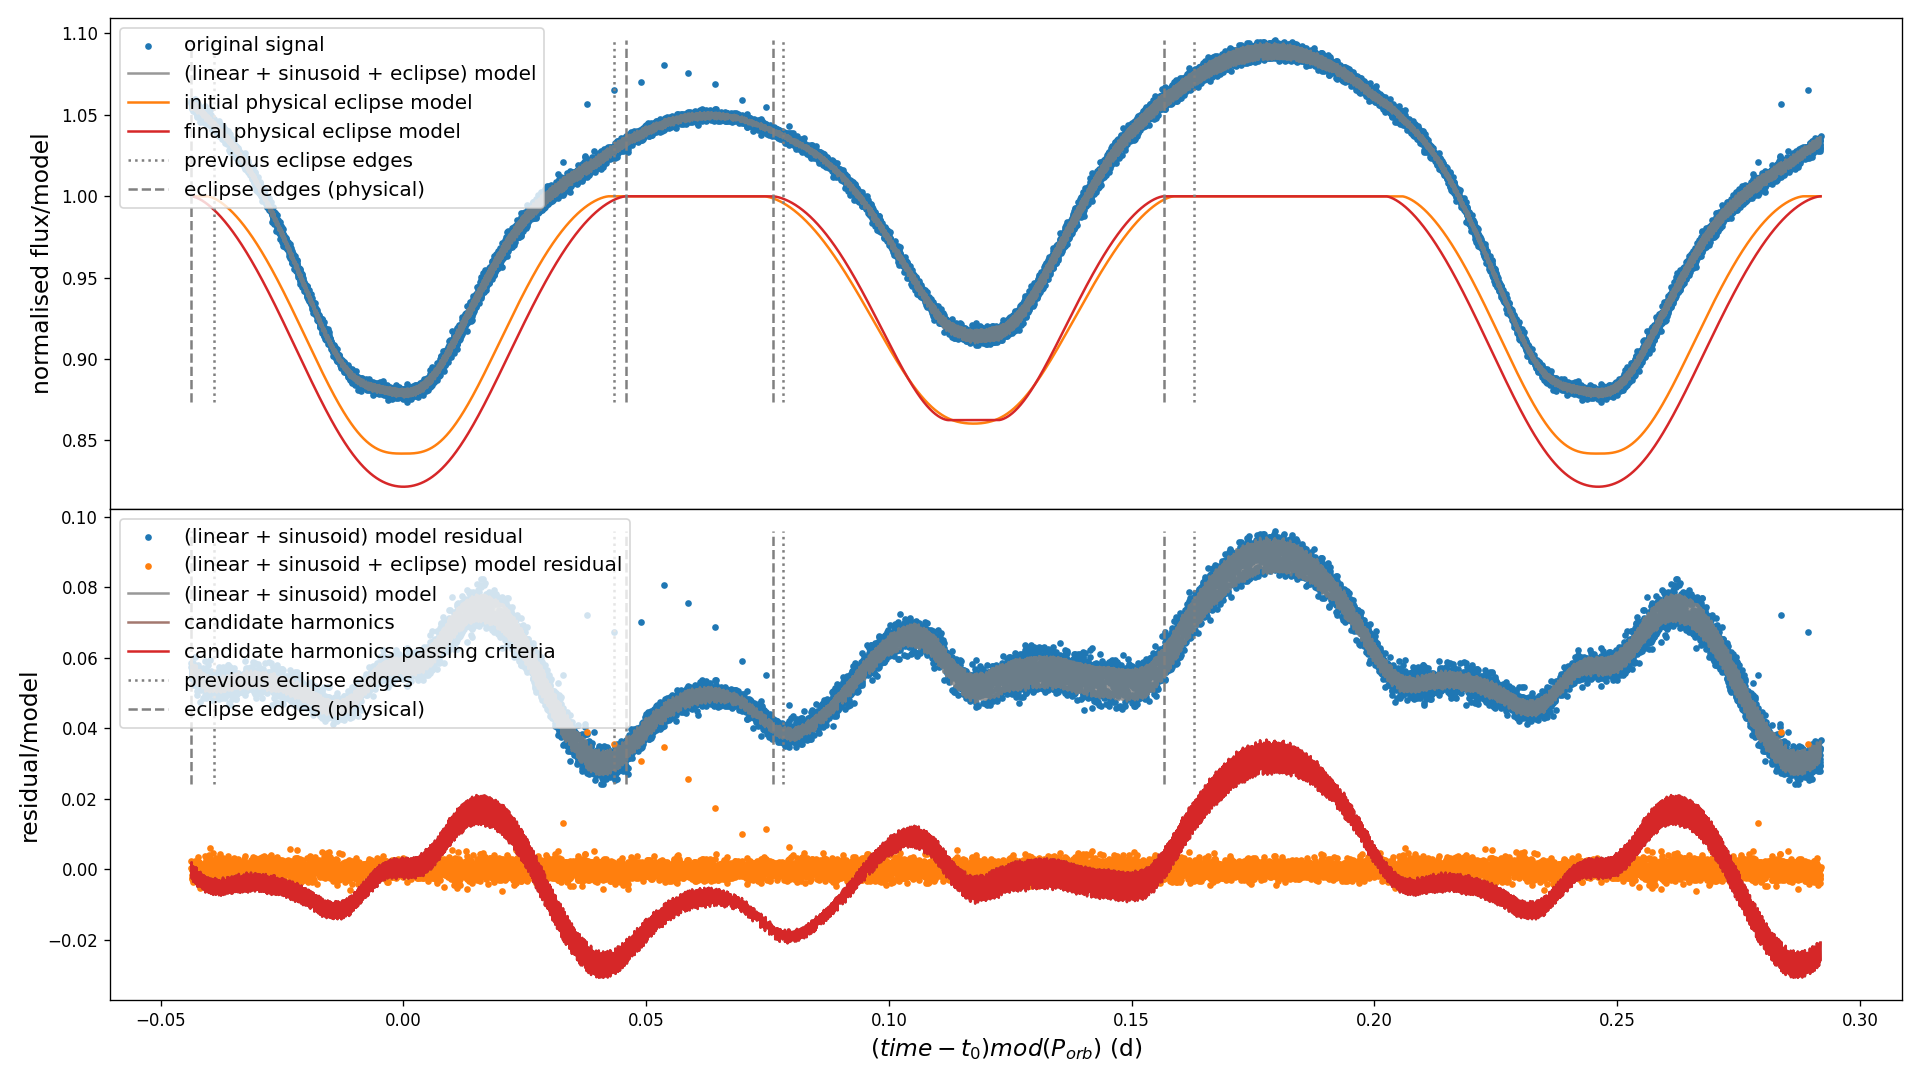 normalised flux/model
1.10
1.05
1.00
0.95
0.90
0.85
original signal
(linear + sinusoid + eclipse) model
initial physical eclipse model
final physical eclipse model
previous eclipse edges
eclipse edges (physical)
residual/model
0.10
0.08
0.06
0.04
0.02
0.00
−0.02
(linear + sinusoid) model residual
(linear + sinusoid + eclipse) model residual
(linear + sinusoid) model
candidate harmonics
candidate harmonics passing criteria
previous eclipse edges
eclipse edges (physical)
−0.05 0.00 0.05 0.10 0.15 0.20 0.25 0.30
(time − t₀)mod(P_orb) (d)